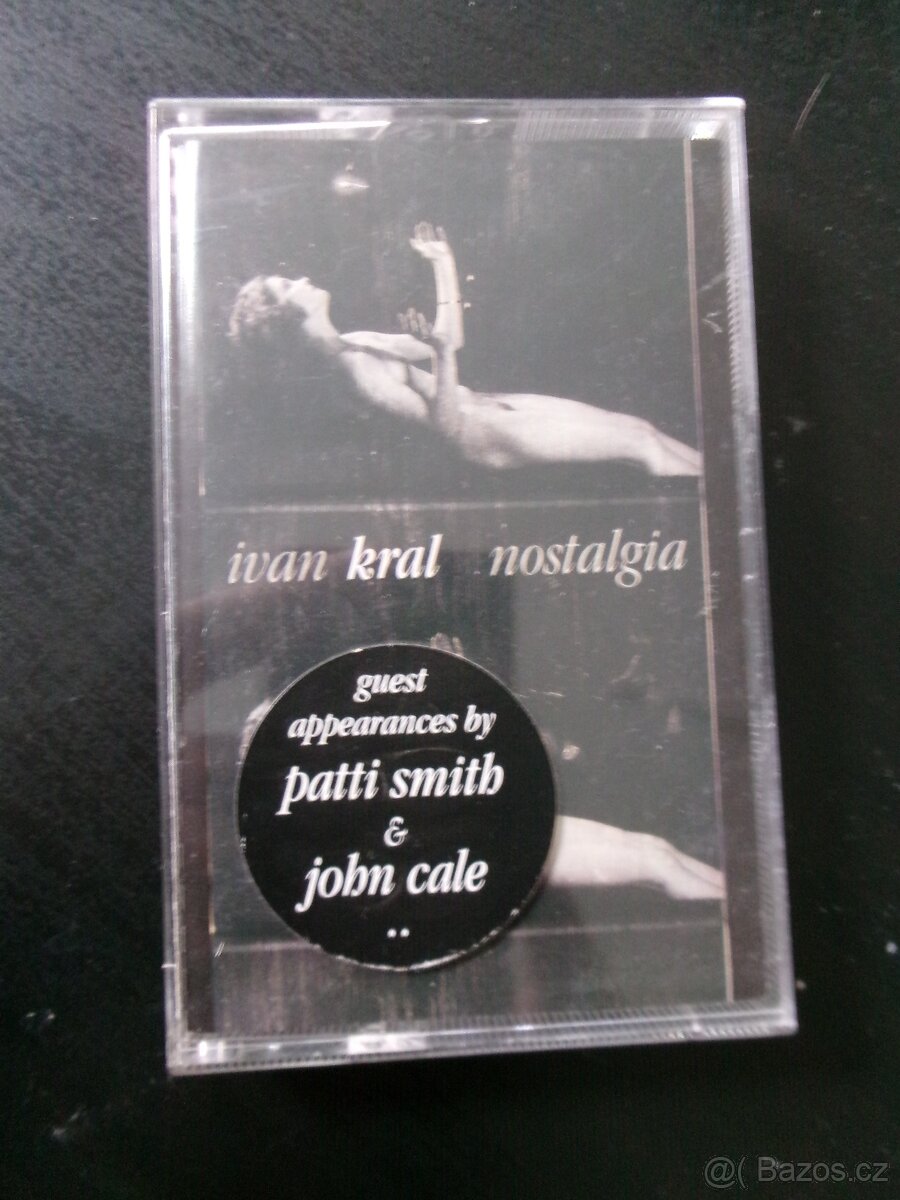 ivan kral nostalgia
guest
appearances by
patti smith
&
john cale
@( Bazos.cz